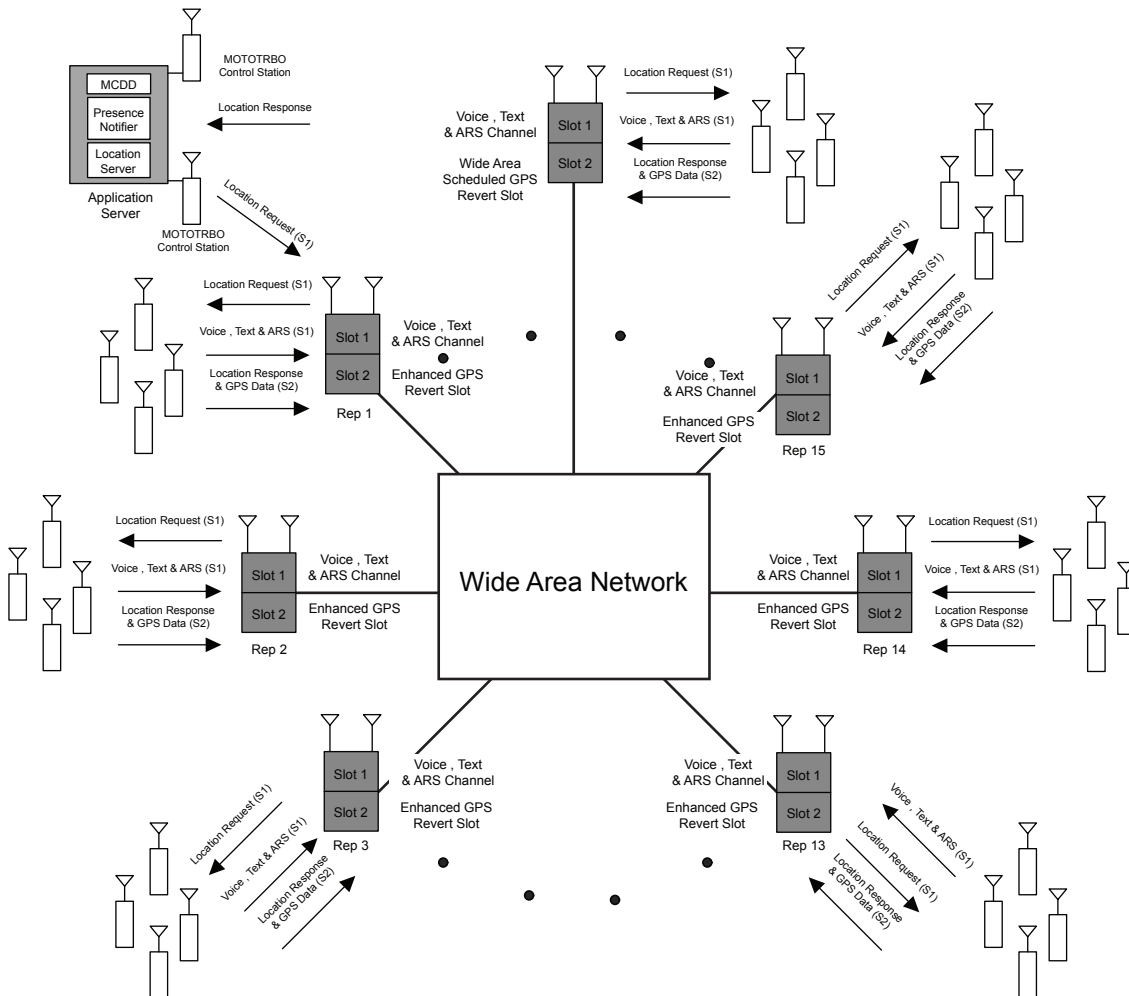 MOTOTRBO
Control Station
MCDD
Presence
Notifier
Location
Server
Application
Server
Location Response
MOTOTRBO
Control Station
Location Request (S1)
Voice , Text
& ARS Channel
Wide Area
Scheduled GPS
Revert Slot
Slot 1
Slot 2
Location Request (S1)
Voice , Text & ARS (S1)
Location Response
& GPS Data (S2)
Location Request (S1)
Voice , Text & ARS (S1)
Location Response
& GPS Data (S2)
Slot 1
Slot 2
Rep 1
Voice , Text
& ARS Channel
Enhanced GPS
Revert Slot
Voice , Text
& ARS Channel
Enhanced GPS
Revert Slot
Slot 1
Slot 2
Rep 15
Location Request (S1)
Voice, Text & ARS (S1)
Location Response
& GPS Data (S2)
Location Request (S1)
Voice , Text & ARS (S1)
Location Response
& GPS Data (S2)
Slot 1
Slot 2
Rep 2
Voice , Text
& ARS Channel
Enhanced GPS
Revert Slot
Wide Area Network
Voice , Text
& ARS Channel
Enhanced GPS
Revert Slot
Slot 1
Slot 2
Rep 14
Location Request (S1)
Voice , Text & ARS (S1)
Location Response
& GPS Data (S2)
Location Request (S1)
Voice , Text & ARS (S1)
Location Response
& GPS Data (S2)
Slot 1
Slot 2
Rep 3
Voice , Text
& ARS Channel
Enhanced GPS
Revert Slot
Voice , Text
& ARS Channel
Enhanced GPS
Revert Slot
Slot 1
Slot 2
Rep 13
Voice , Text & ARS (S1)
Location Request (S1)
Location Response
& GPS Data (S2)